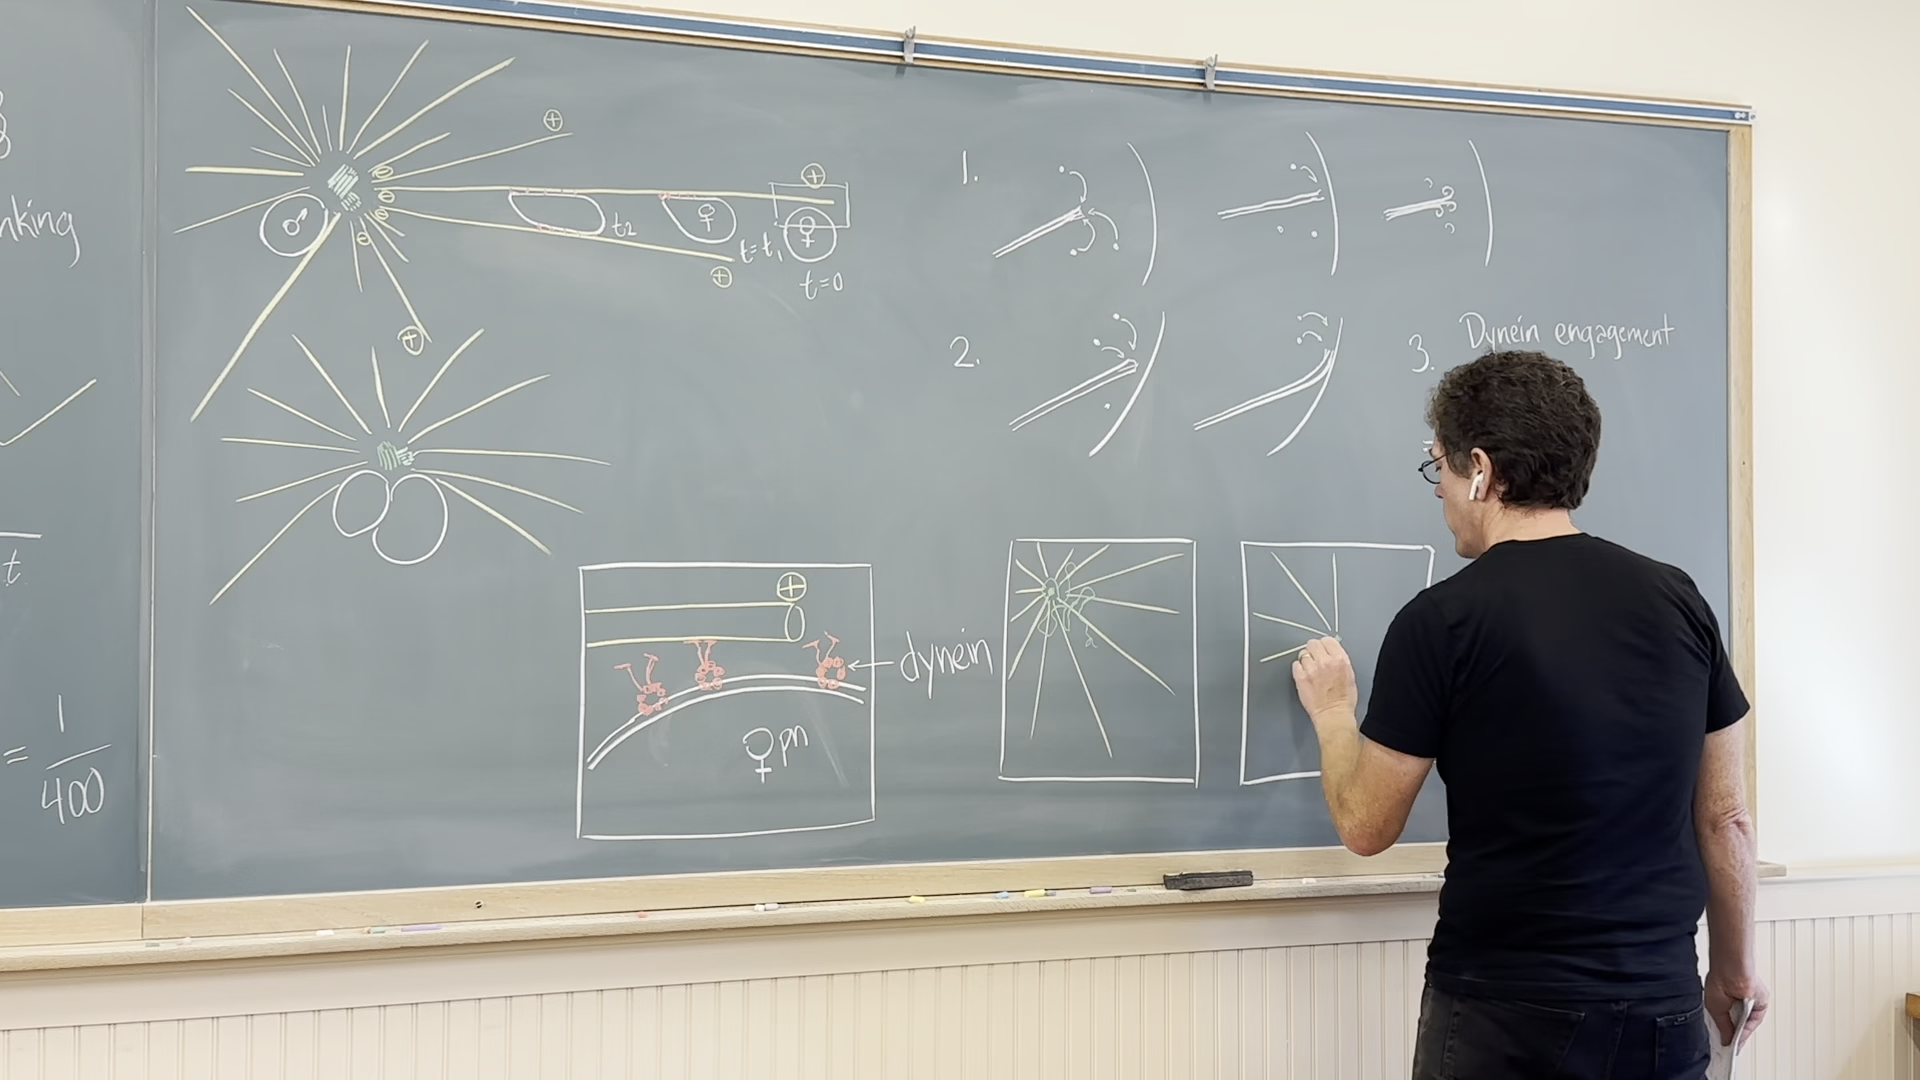 nking
t
= 1
400
⊕
⊖
⊖
⊖
⊖
♂
t2
♀
t=t1
⊕
♀
t=0
⊕
⊕
⊕
dynein
♀pn
1.
2.
3. Dynein engagement